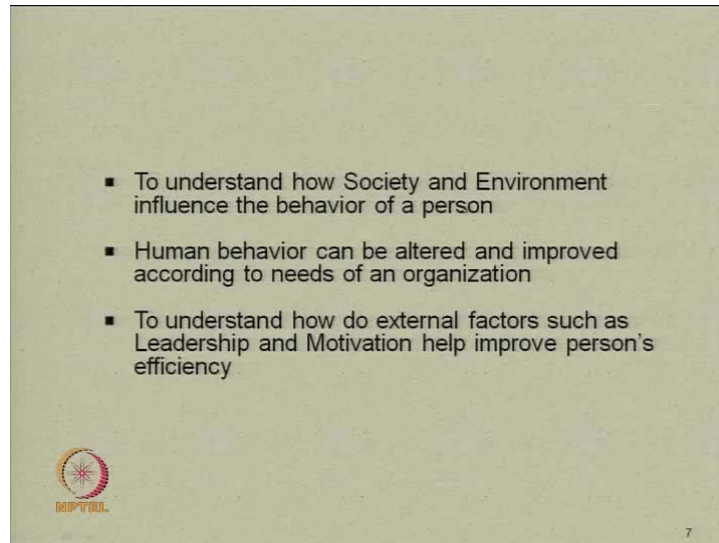 ▪ To understand how Society and Environment
influence the behavior of a person
▪ Human behavior can be altered and improved
according to needs of an organization
▪ To understand how do external factors such as
Leadership and Motivation help improve person's
efficiency
NPTEL
7